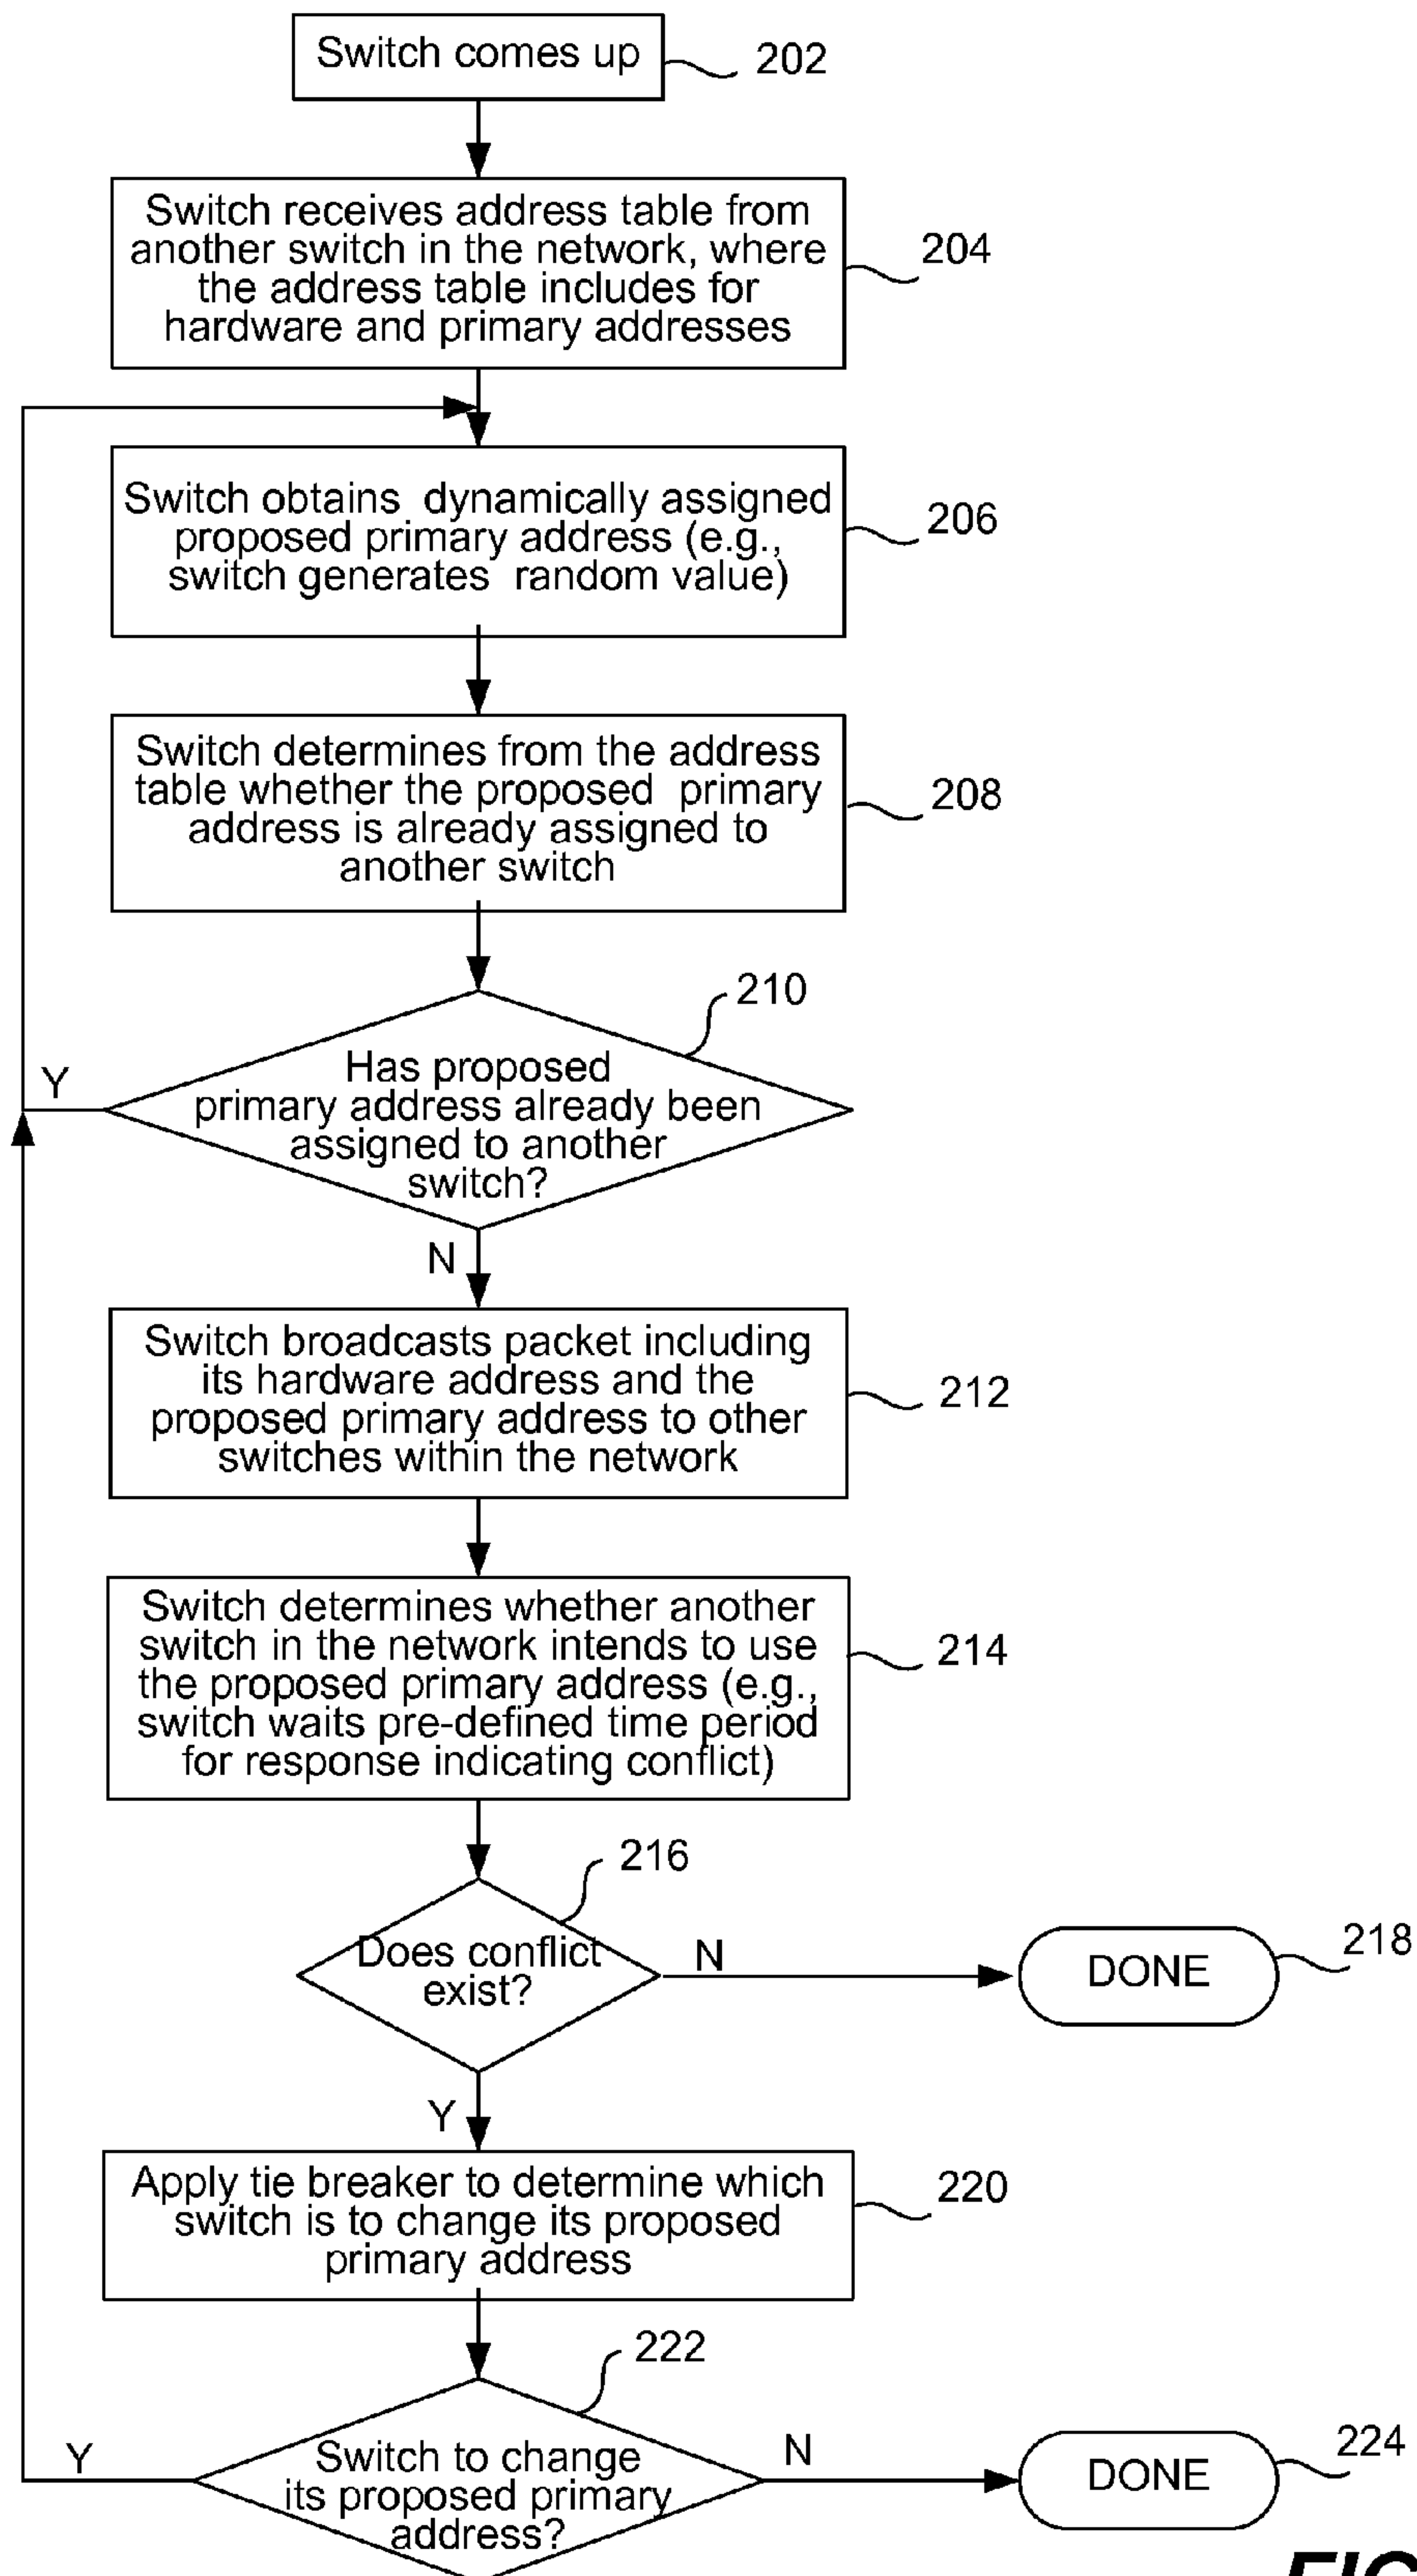 Switch comes up
202
Switch receives address table from
another switch in the network, where
the address table includes for
hardware and primary addresses
204
Switch obtains dynamically assigned
proposed primary address (e.g.,
switch generates random value)
206
Switch determines from the address
table whether the proposed primary
address is already assigned to
another switch
208
210
Has proposed
primary address already been
assigned to another
switch?
Y
N
Switch broadcasts packet including
its hardware address and the
proposed primary address to other
switches within the network
212
Switch determines whether another
switch in the network intends to use
the proposed primary address (e.g.,
switch waits pre-defined time period
for response indicating conflict)
214
216
Does conflict
exist?
N
DONE
218
Y
Apply tie breaker to determine which
switch is to change its proposed
primary address
220
222
Switch to change
its proposed primary
address?
Y
N
DONE
224